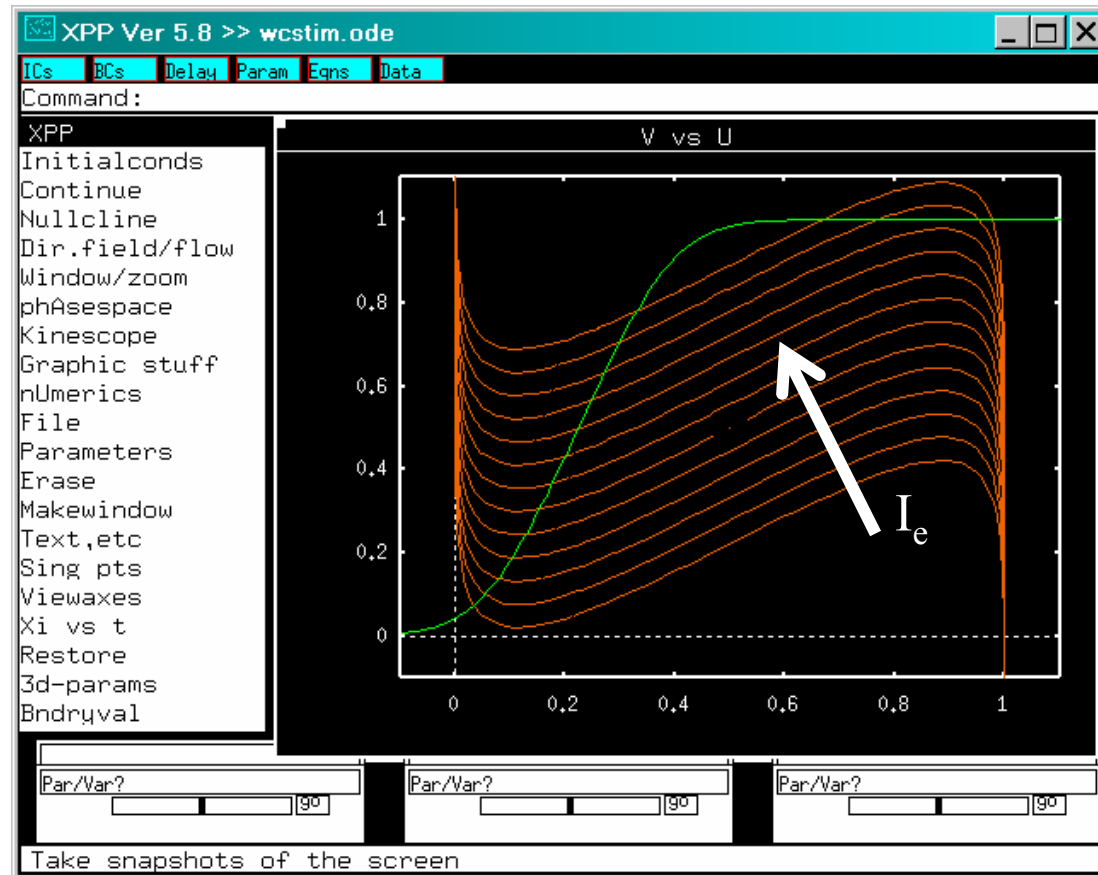 XPP Ver 5.8 >> wcstim.ode
ICs BCs Delay Param Eqns Data
Command:
XPP
Initialconds
Continue
Nullcline
Dir.field/flow
Window/zoom
phAsespace
Kinescope
Graphic stuff
nUmerics
File
Parameters
Erase
Makewindow
Text,etc
Sing pts
Viewaxes
Xi vs t
Restore
3d-params
Bndryval
V vs U
1
0.8
0.6
0.4
0.2
0
0 0.2 0.4 0.6 0.8 1
Ie
Par/Var? Par/Var? Par/Var?
go go go
Take snapshots of the screen